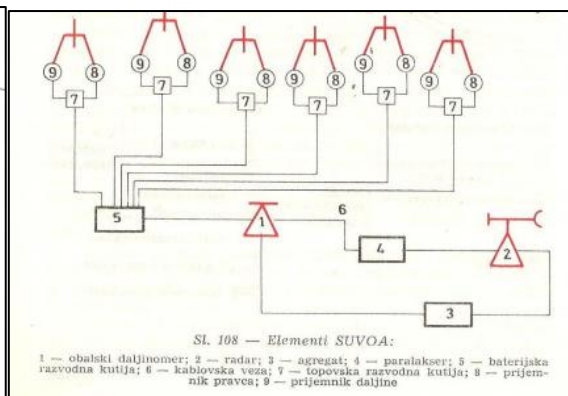 9 8 9 8 9 8 9 8 9 8 9 8
7 7 7 7 7 7
5 1 6 4 2
3
Sl. 108 — Elementi SUVOA:
1 — obalski daljinomer; 2 — radar; 3 — agregat; 4 — paralakser; 5 — baterijska
razvodna kutija; 6 — kablovska veza; 7 — topovska razvodna kutija; 8 — prijem-
nik pravca; 9 — prijemnik daljine